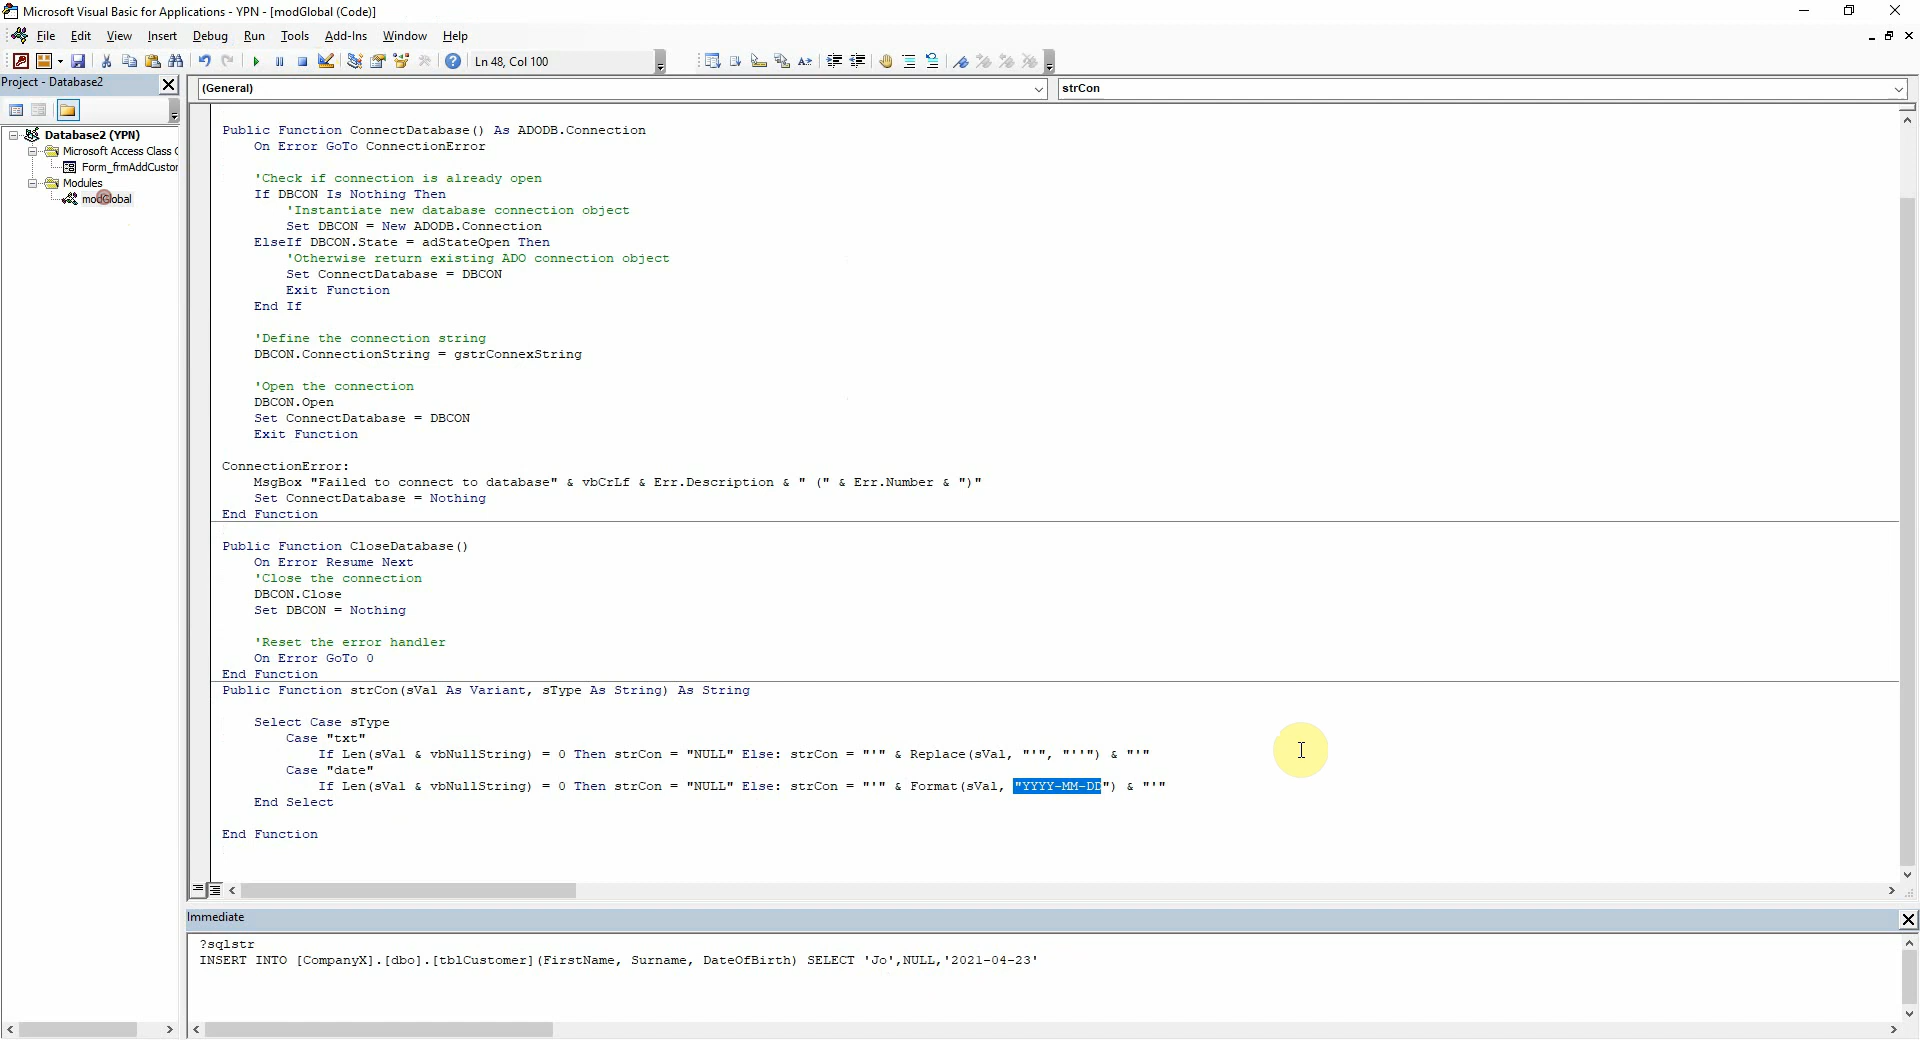 Microsoft Visual Basic for Applications - YPN - [modGlobal (Code)]
File Edit View Insert Debug Run Tools Add-Ins Window Help
Ln 48, Col 100
Project - Database2
(General)
strCon
Database2 (YPN)
Microsoft Access Class
Form_frmAddCustor
Modules
modGlobal
Public Function ConnectDatabase() As ADODB.Connection
On Error GoTo ConnectionError
'Check if connection is already open
If DBCON Is Nothing Then
'Instantiate new database connection object
Set DBCON = New ADODB.Connection
ElseIf DBCON.State = adStateOpen Then
'Otherwise return existing ADO connection object
Set ConnectDatabase = DBCON
Exit Function
End If
'Define the connection string
DBCON.ConnectionString = gstrConnexString
'Open the connection
DBCON.Open
Set ConnectDatabase = DBCON
Exit Function
ConnectionError:
MsgBox "Failed to connect to database" & vbCrLf & Err.Description & " (" & Err.Number & ")"
Set ConnectDatabase = Nothing
End Function
Public Function CloseDatabase()
On Error Resume Next
'Close the connection
DBCON.Close
Set DBCON = Nothing
'Reset the error handler
On Error GoTo 0
End Function
Public Function strCon(sVal As Variant, sType As String) As String
Select Case sType
Case "txt"
If Len(sVal & vbNullString) = 0 Then strCon = "NULL" Else: strCon = "'" & Replace(sVal, "'", "''") & "'"
Case "date"
If Len(sVal & vbNullString) = 0 Then strCon = "NULL" Else: strCon = "'" & Format(sVal, "YYYY-MM-DD") & "'"
End Select
End Function
Immediate
?sqlstr
INSERT INTO [CompanyX].[dbo].[tblCustomer](FirstName, Surname, DateOfBirth) SELECT 'Jo',NULL,'2021-04-23'